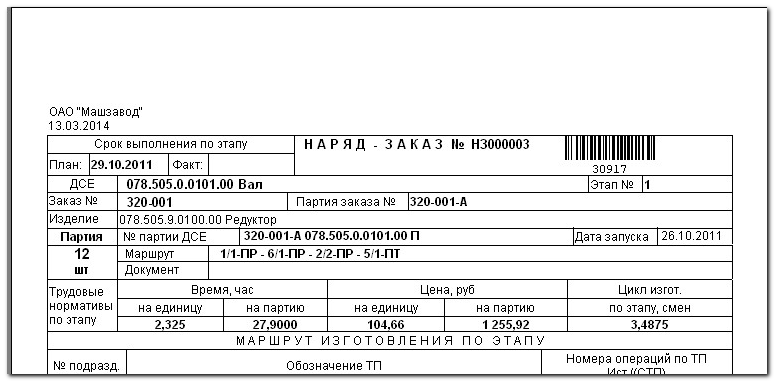 ОАО "Машзавод"
13.03.2014
Срок выполнения по этапу
НАРЯД - ЗАКАЗ № НЗ000003
План: 29.10.2011 Факт:
30917
ДСЕ 078.505.0.0101.00 Вал Этап № 1
Заказ № 320-001 Партия заказа № 320-001-А
Изделие 078.505.9.0100.00 Редуктор
Партия № партии ДСЕ 320-001-А 078.505.0.0101.00 П Дата запуска 26.10.2011
12 Маршрут 1/1-ПР - 6/1-ПР - 2/2-ПР - 5/1-ПТ
шт Документ
Трудовые Время, час Цена, руб Цикл изгот.
нормативы на единицу на партию на единицу на партию по этапу, смен
по этапу 2,325 27,9000 104,66 1 255,92 3,4875
МАРШРУТ ИЗГОТОВЛЕНИЯ ПО ЭТАПУ
№ подразд. Обозначение ТП Номера операций по ТП
Ист.((СТП)